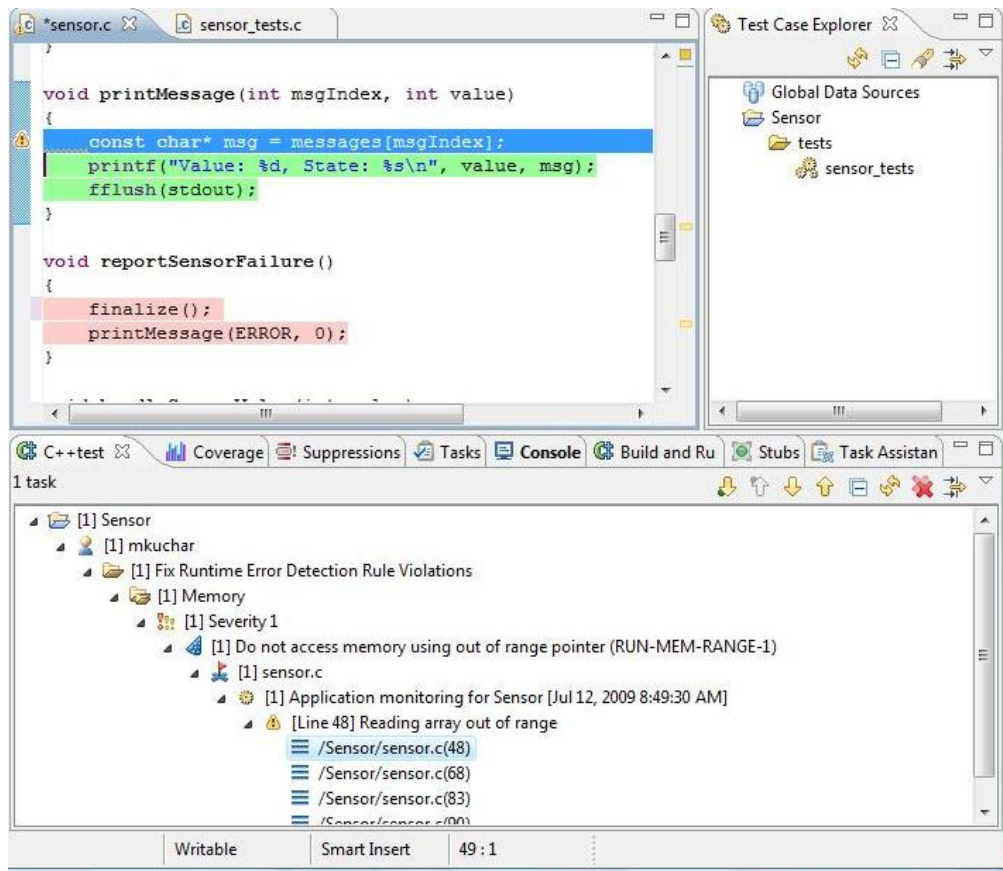 *sensor.c
sensor_tests.c
}
void printMessage(int msgIndex, int value)
{
const char* msg = messages[msgIndex];
printf("Value: %d, State: %s\n", value, msg);
fflush(stdout);
}
void reportSensorFailure()
{
finalize();
printMessage(ERROR, 0);
}
Test Case Explorer
Global Data Sources
Sensor
tests
sensor_tests
C++test
Coverage
Suppressions
Tasks
Console
Build and Ru
Stubs
Task Assistan
1 task
[1] Sensor
[1] mkuchar
[1] Fix Runtime Error Detection Rule Violations
[1] Memory
[1] Severity 1
[1] Do not access memory using out of range pointer (RUN-MEM-RANGE-1)
[1] sensor.c
[1] Application monitoring for Sensor [Jul 12, 2009 8:49:30 AM]
[Line 48] Reading array out of range
/Sensor/sensor.c(48)
/Sensor/sensor.c(68)
/Sensor/sensor.c(83)
/Sensor/sensor.c(90)
Writable
Smart Insert
49 : 1